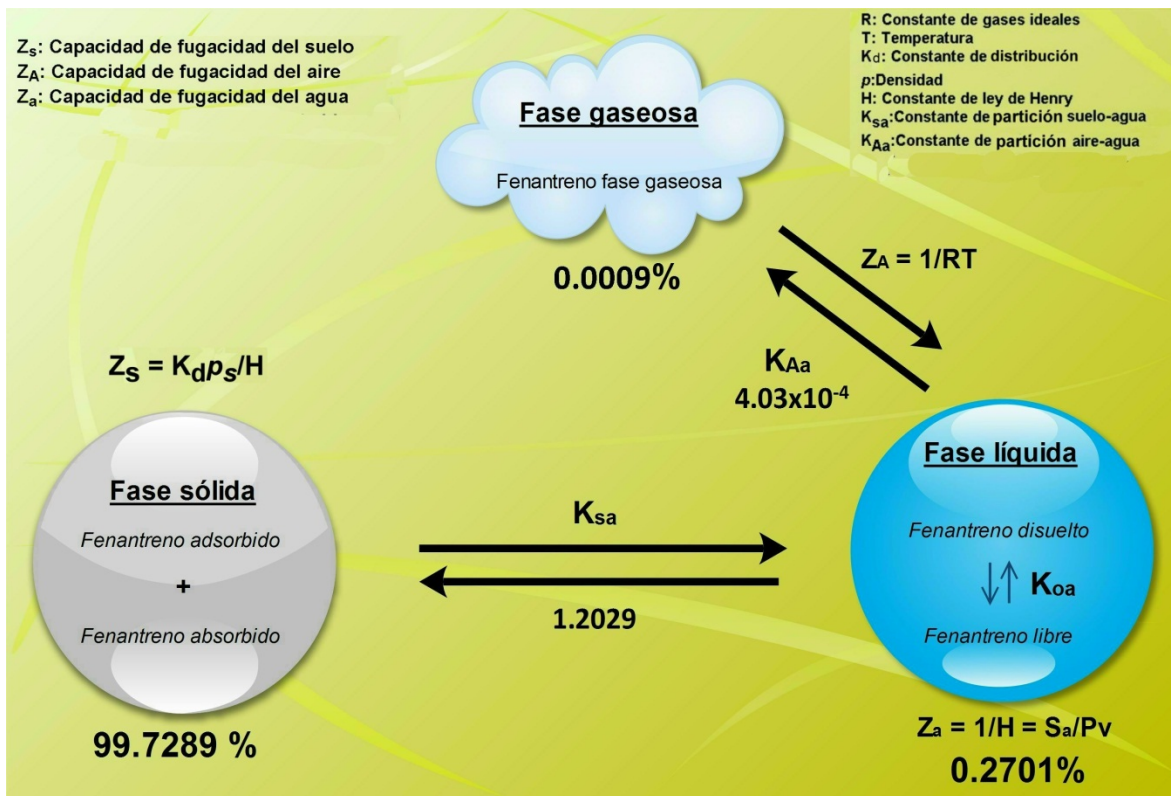 Zs: Capacidad de fugacidad del suelo
ZA: Capacidad de fugacidad del aire
Za: Capacidad de fugacidad del agua
R: Constante de gases ideales
T: Temperatura
Kd: Constante de distribución
p:Densidad
H: Constante de ley de Henry
Ksa:Constante de partición suelo-agua
KAa:Constante de partición aire-agua
Fase gaseosa
Fenantreno fase gaseosa
0.0009%
ZA = 1/RT
KAa
4.03x10⁻⁴
Zs = Kdps/H
Fase sólida
Fenantreno adsorbido
+
Fenantreno absorbido
99.7289 %
Ksa
1.2029
Fase líquida
Fenantreno disuelto
Koa
Fenantreno libre
Za = 1/H = Sa/Pv
0.2701%